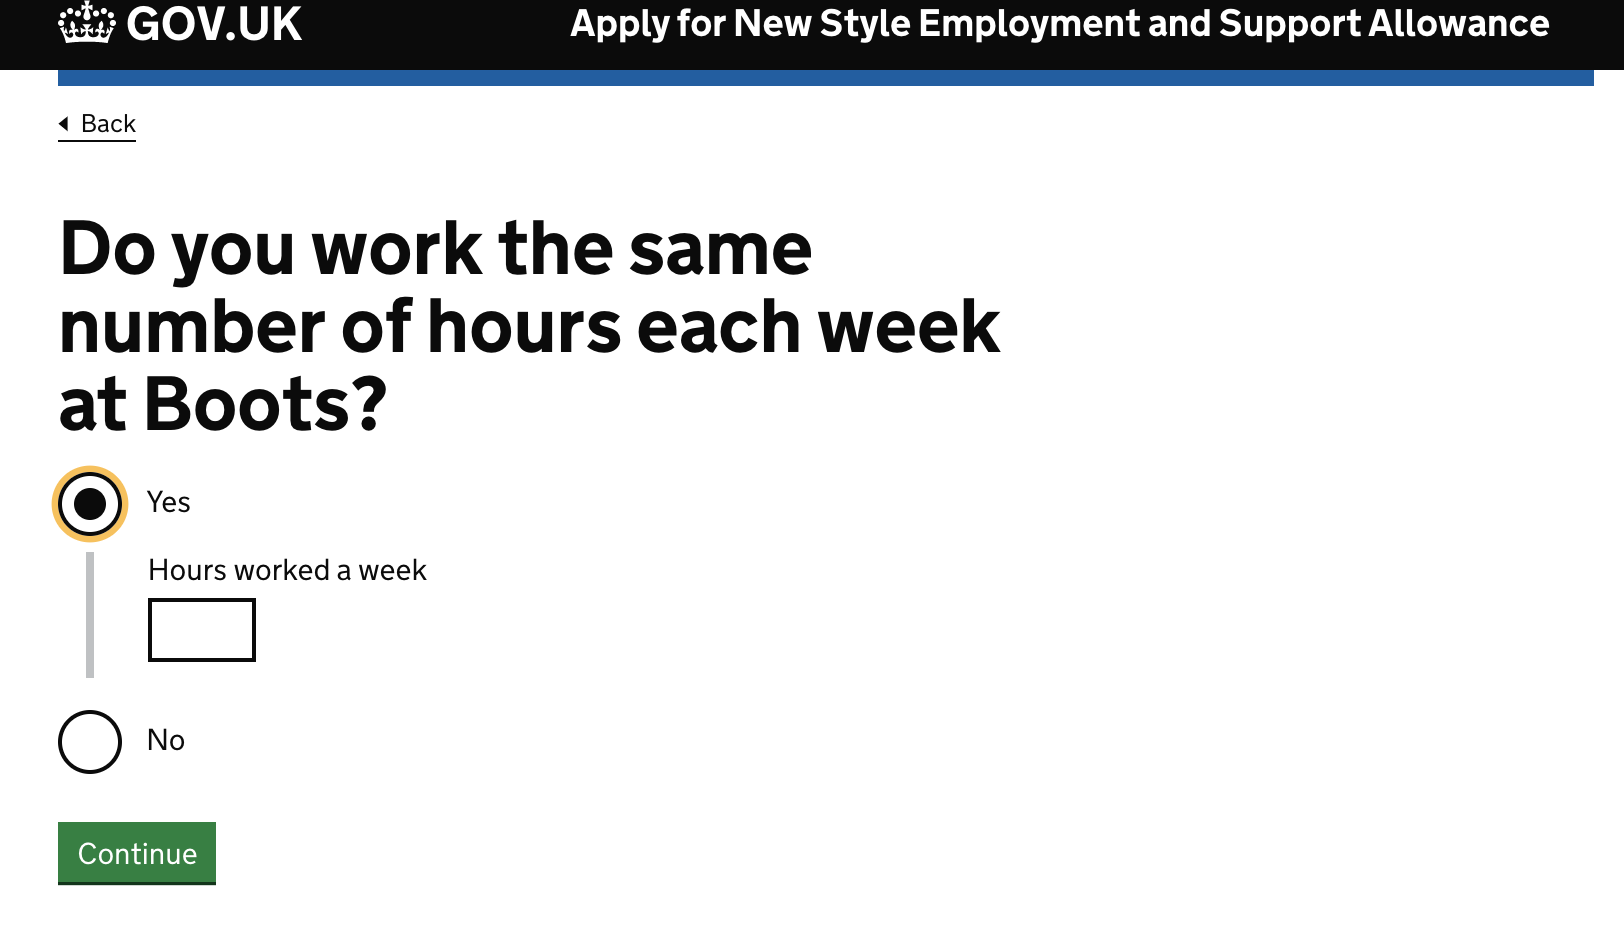 GOV.UK
Apply for New Style Employment and Support Allowance
Back
Do you work the same
number of hours each week
at Boots?
Yes
Hours worked a week
No
Continue